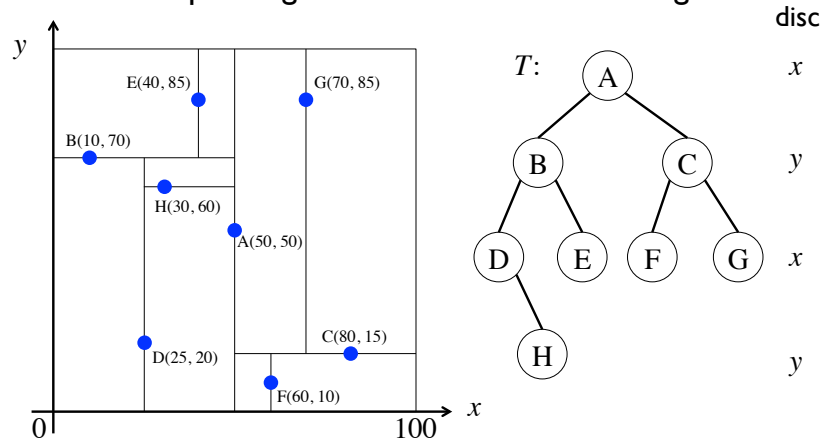 disc
y
E(40, 85)
G(70, 85)
B(10, 70)
H(30, 60)
A(50, 50)
C(80, 15)
D(25, 20)
F(60, 10)
x
0
100
T:
A
x
B
C
y
D
E
F
G
x
H
y